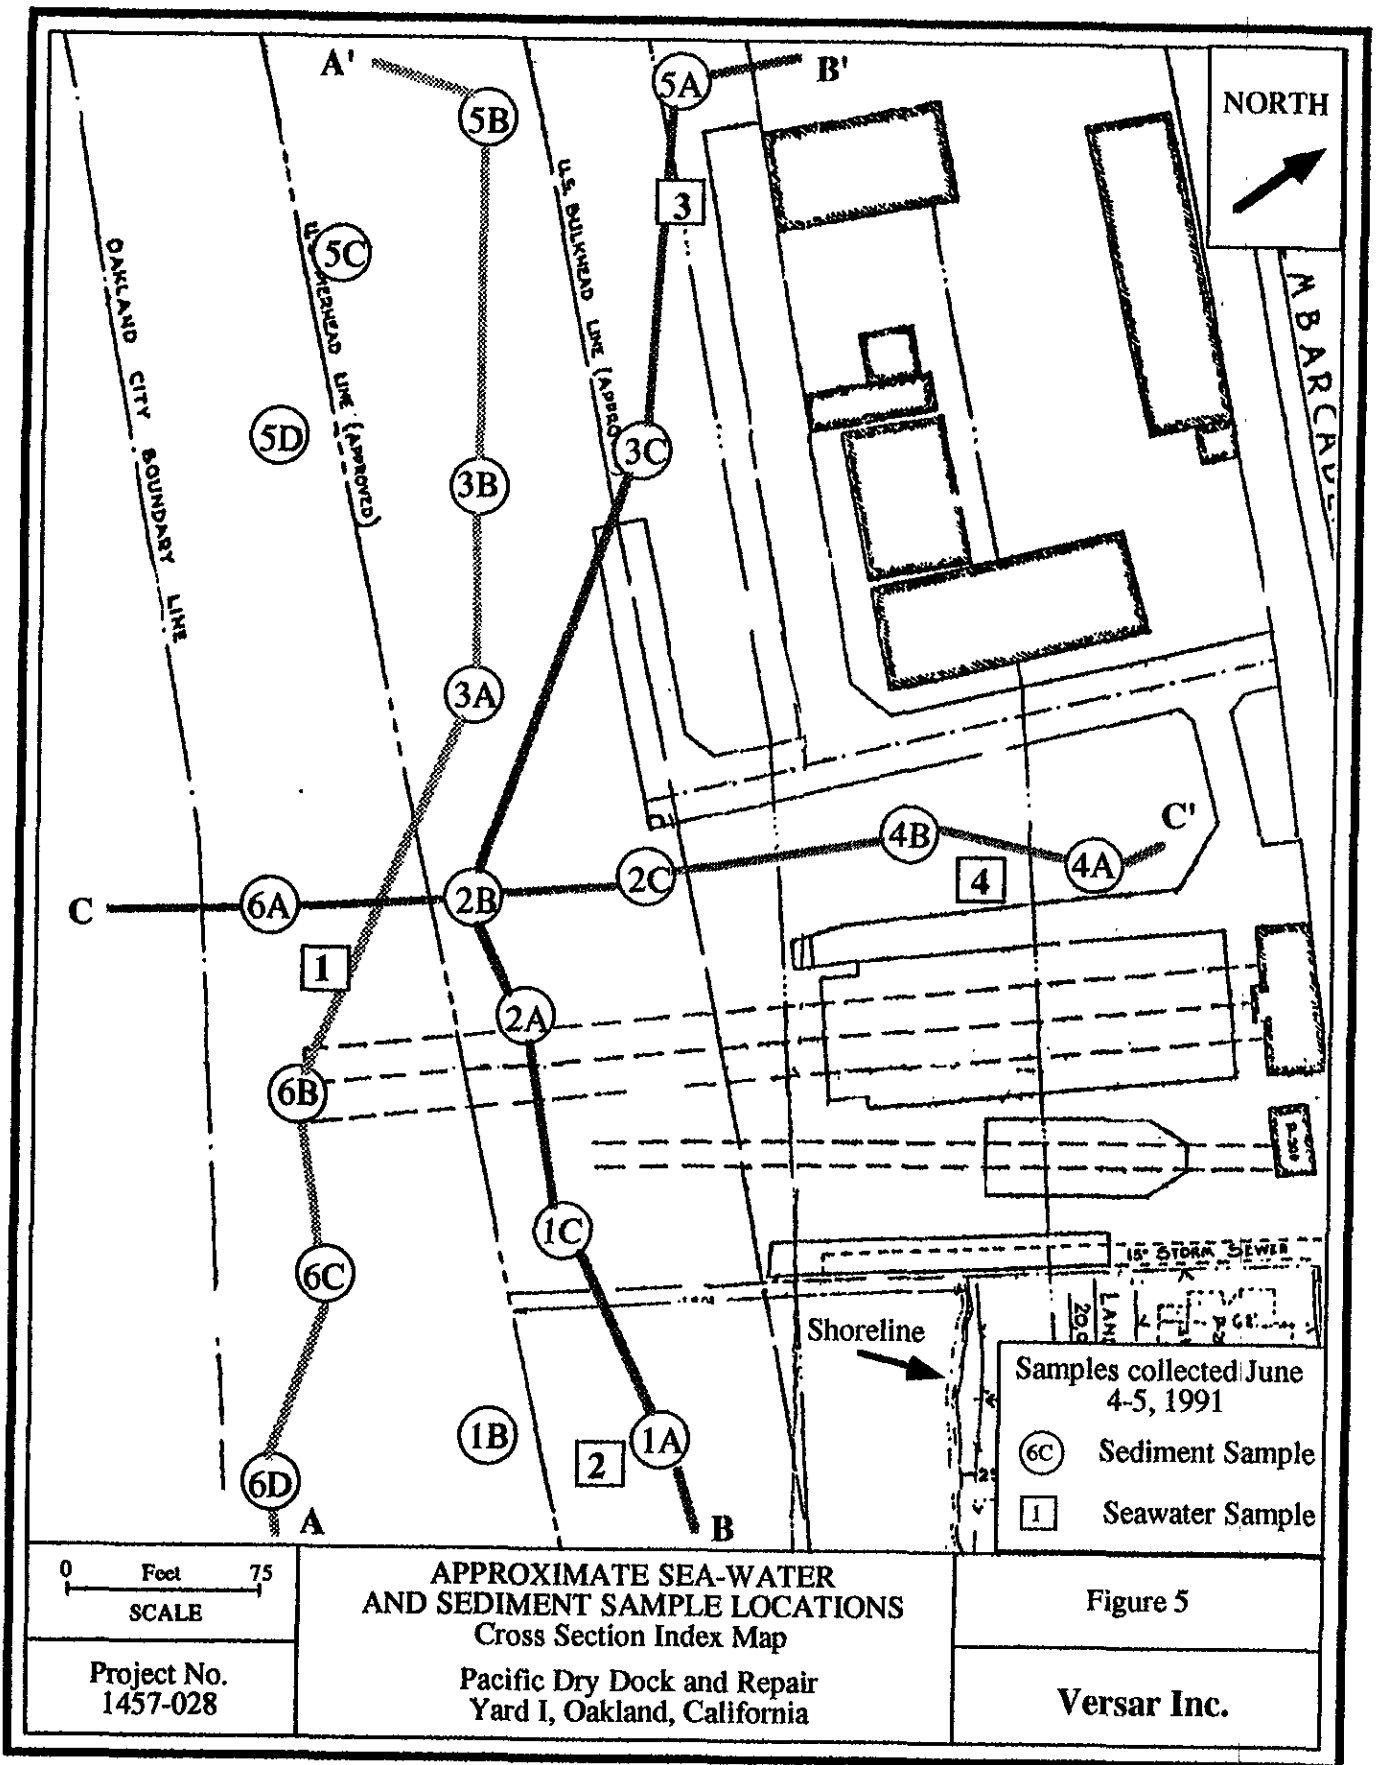 A'
B'
5A
5B
NORTH
3
5C
U.S. BULKHEAD LINE (APPRO
PIERHEAD LINE (APPROVED)
OAKLAND CITY BOUNDARY LINE
MBARCADE
5D
3C
3B
3A
C'
4B
4A
4
2C
2B
6A
C
1
2A
6B
1C
6C
15" STORM SEWER
Shoreline
1B
1A
2
6D
A
B
Samples collected June
4-5, 1991
6C Sediment Sample
1 Seawater Sample
0 Feet 75
SCALE
APPROXIMATE SEA-WATER
AND SEDIMENT SAMPLE LOCATIONS
Cross Section Index Map
Pacific Dry Dock and Repair
Yard I, Oakland, California
Figure 5
Project No.
1457-028
Versar Inc.